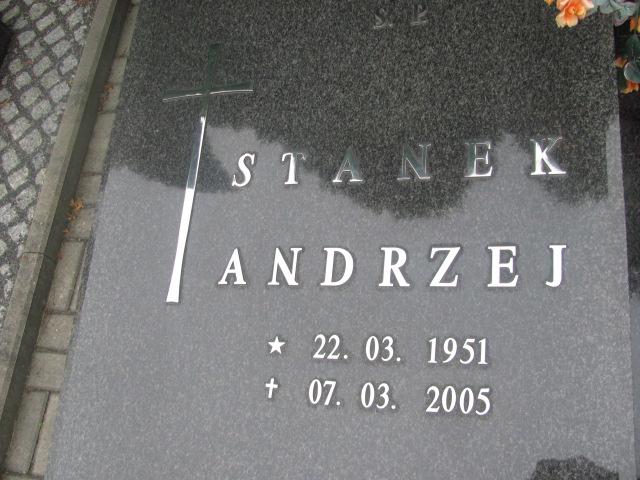 Ś. P.
STANEK
ANDRZEJ
★ 22. 03. 1951
✝ 07. 03. 2005